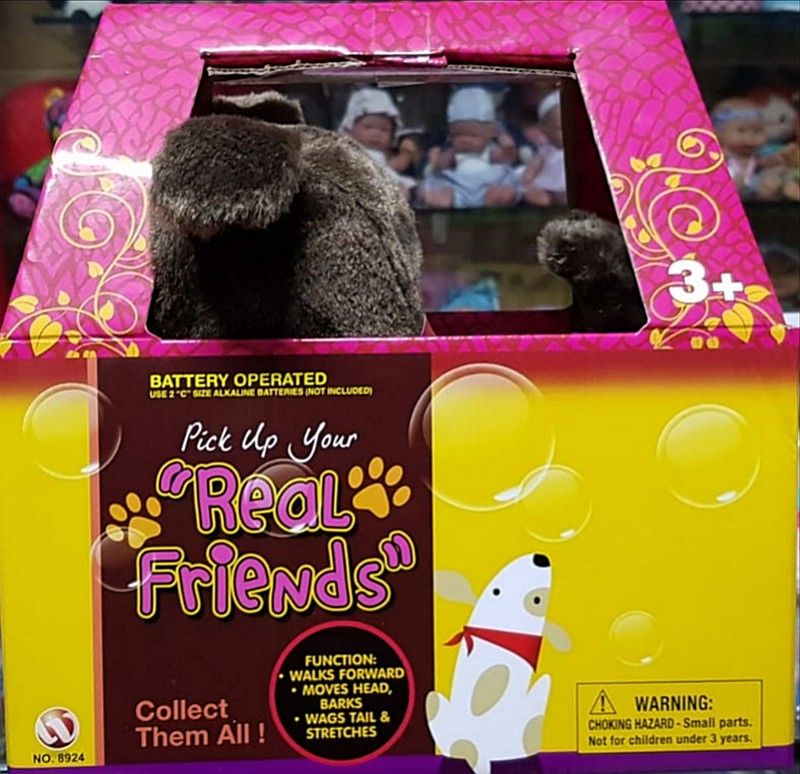 3+
BATTERY OPERATED
USE 2 "C" SIZE ALKALINE BATTERIES (NOT INCLUDED)
Pick Up Your
"Real
Friends"
FUNCTION:
• WALKS FORWARD
• MOVES HEAD,
BARKS
• WAGS TAIL &
STRETCHES
Collect
Them All !
NO. 8924
WARNING:
CHOKING HAZARD - Small parts.
Not for children under 3 years.